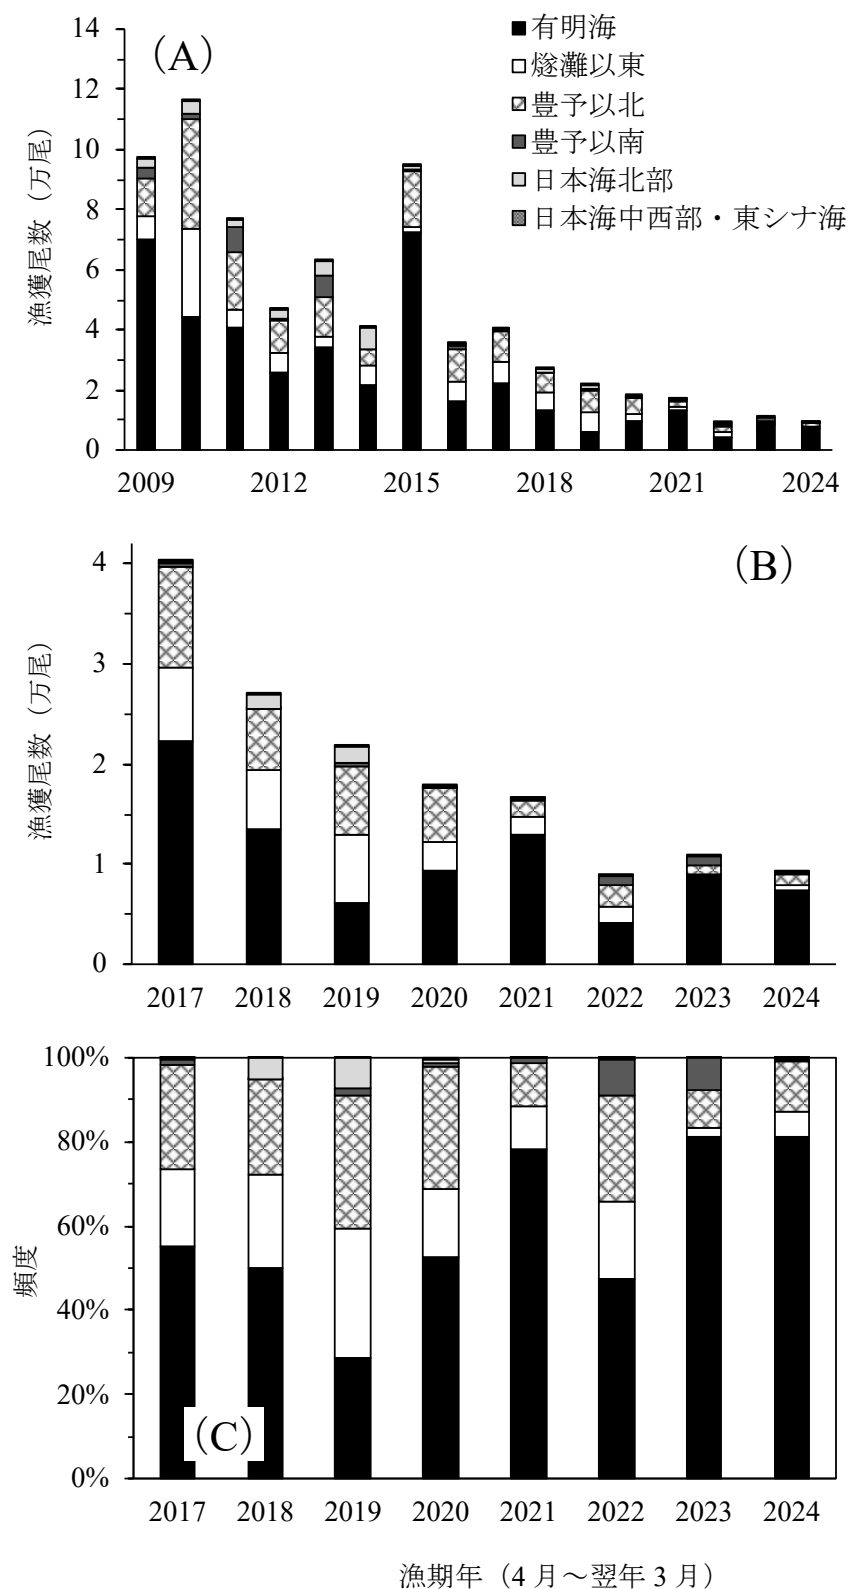 (A)
有明海
燧灘以東
豊予以北
豊予以南
日本海北部
日本海中西部・東シナ海
漁獲尾数（万尾）
14
12
10
8
6
4
2
0
2009 2012 2015 2018 2021 2024
(B)
漁獲尾数（万尾）
4
3
2
1
0
2017 2018 2019 2020 2021 2022 2023 2024
(C)
頻度
100%
80%
60%
40%
20%
0%
2017 2018 2019 2020 2021 2022 2023 2024
漁期年（4 月～翌年 3 月）